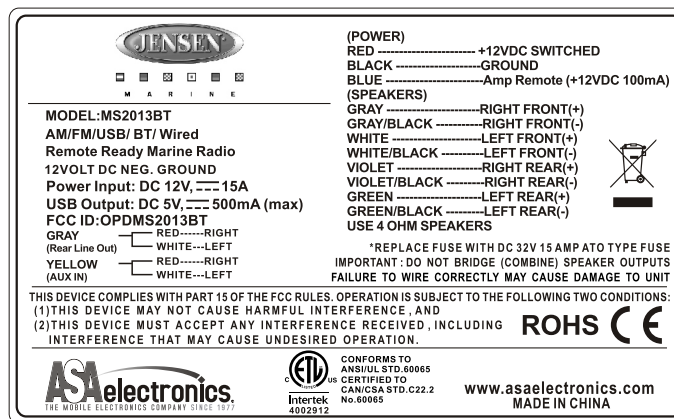 JENSEN®
MARINE
MODEL:MS2013BT
AM/FM/USB/ BT/ Wired
Remote Ready Marine Radio
12VOLT DC NEG. GROUND
Power Input: DC 12V, 15A
USB Output: DC 5V, 500mA (max)
FCC ID:OPDMS2013BT
GRAY RED------RIGHT
(Rear Line Out) WHITE---LEFT
YELLOW RED------RIGHT
(AUX IN) WHITE---LEFT
(POWER)
RED ------------------------ +12VDC SWITCHED
BLACK --------------------GROUND
BLUE ----------------------Amp Remote (+12VDC 100mA)
(SPEAKERS)
GRAY ----------------------RIGHT FRONT(+)
GRAY/BLACK -----------RIGHT FRONT(-)
WHITE ---------------------LEFT FRONT(+)
WHITE/BLACK ----------LEFT FRONT(-)
VIOLET --------------------RIGHT REAR(+)
VIOLET/BLACK ---------RIGHT REAR(-)
GREEN --------------------LEFT REAR(+)
GREEN/BLACK ---------LEFT REAR(-)
USE 4 OHM SPEAKERS
*REPLACE FUSE WITH DC 32V 15 AMP ATO TYPE FUSE
IMPORTANT : DO NOT BRIDGE (COMBINE) SPEAKER OUTPUTS
FAILURE TO WIRE CORRECTLY MAY CAUSE DAMAGE TO UNIT
THIS DEVICE COMPLIES WITH PART 15 OF THE FCC RULES. OPERATION IS SUBJECT TO THE FOLLOWING TWO CONDITIONS:
(1)THIS DEVICE MAY NOT CAUSE HARMFUL INTERFERENCE, AND
(2)THIS DEVICE MUST ACCEPT ANY INTERFERENCE RECEIVED, INCLUDING
INTERFERENCE THAT MAY CAUSE UNDESIRED OPERATION.
ROHS CE
ASAelectronics®
THE MOBILE ELECTRONICS COMPANY SINCE 1977
C ETL US
LISTED
Intertek
4002912
CONFORMS TO
ANSI/UL STD.60065
CERTIFIED TO
CAN/CSA STD.C22.2
No.60065
www.asaelectronics.com
MADE IN CHINA